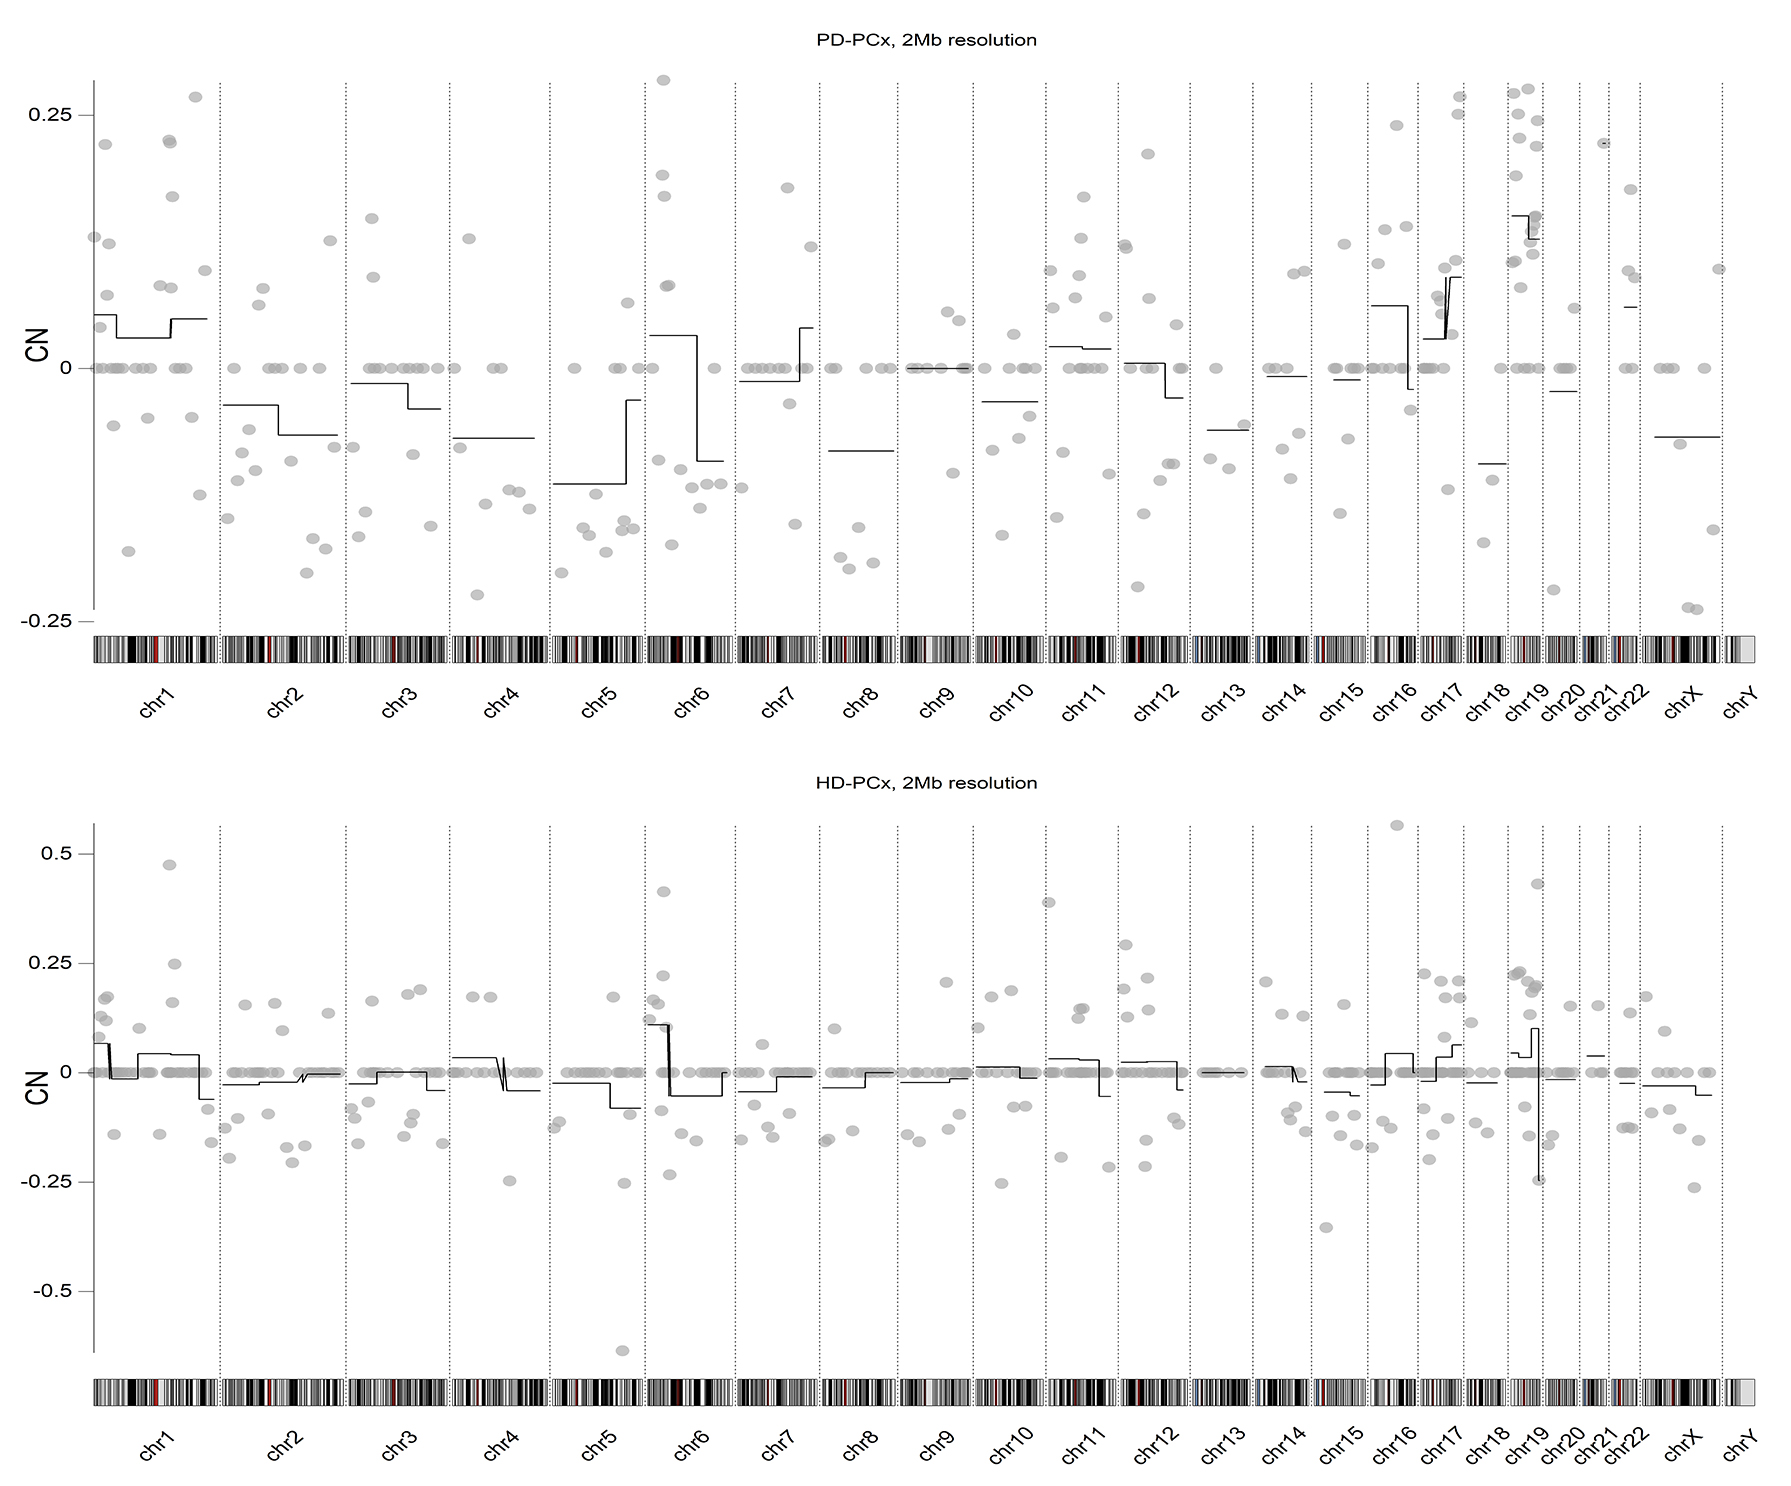 PD-PCx, 2Mb resolution
0.25
CN
0
-0.25
chr1 chr2 chr3 chr4 chr5 chr6 chr7 chr8 chr9 chr10 chr11 chr12 chr13 chr14 chr15 chr16 chr17 chr18 chr19 chr20 chr21 chr22 chrX chrY
HD-PCx, 2Mb resolution
0.5
0.25
CN
0
-0.25
-0.5
chr1 chr2 chr3 chr4 chr5 chr6 chr7 chr8 chr9 chr10 chr11 chr12 chr13 chr14 chr15 chr16 chr17 chr18 chr19 chr20 chr21 chr22 chrX chrY